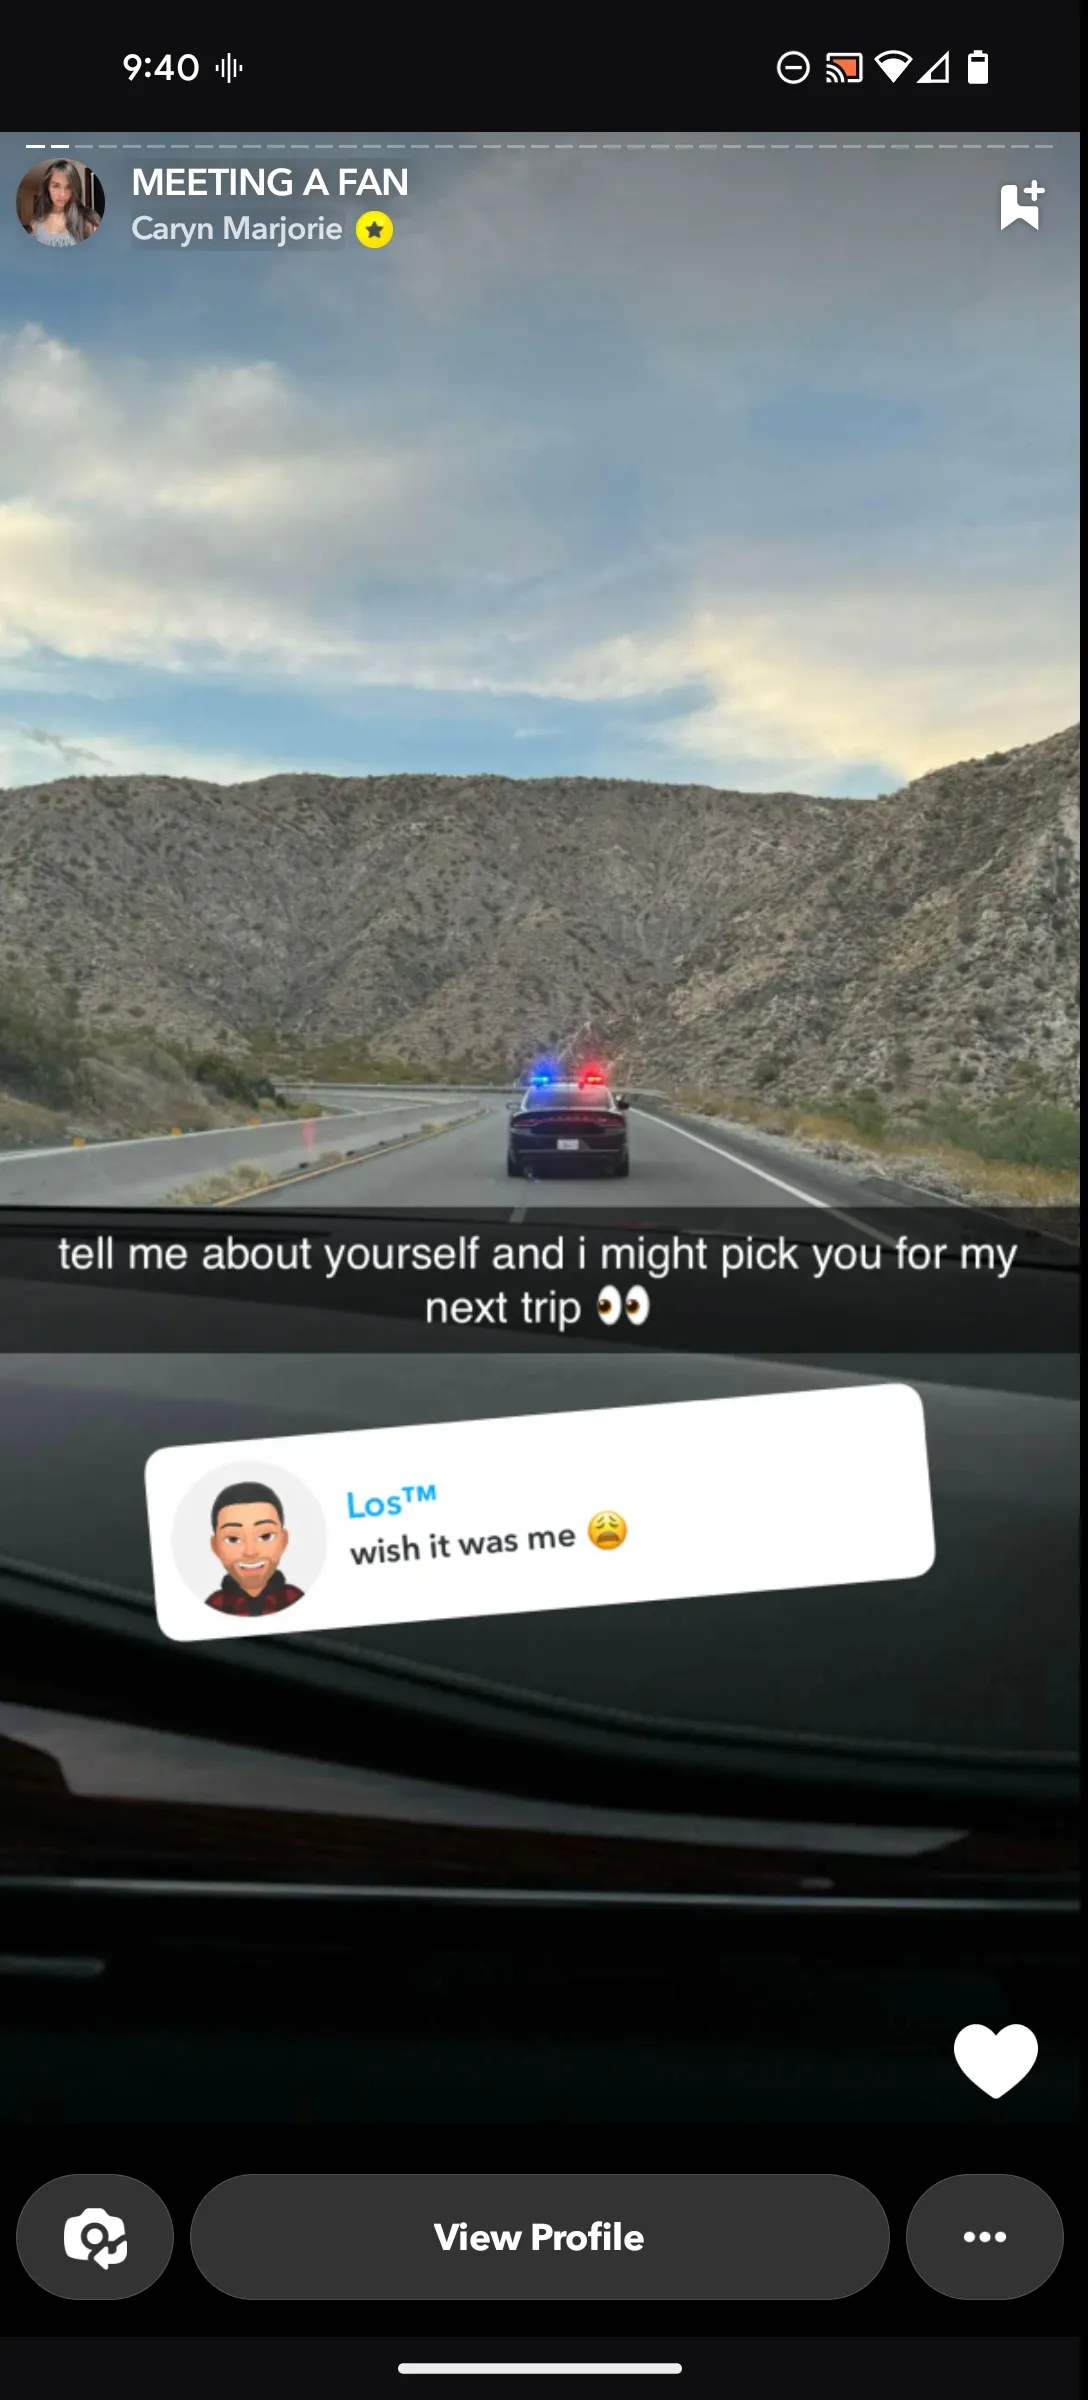 9:40
MEETING A FAN
Caryn Marjorie
tell me about yourself and i might pick you for my
next trip 👀
Los™
wish it was me 😩
View Profile